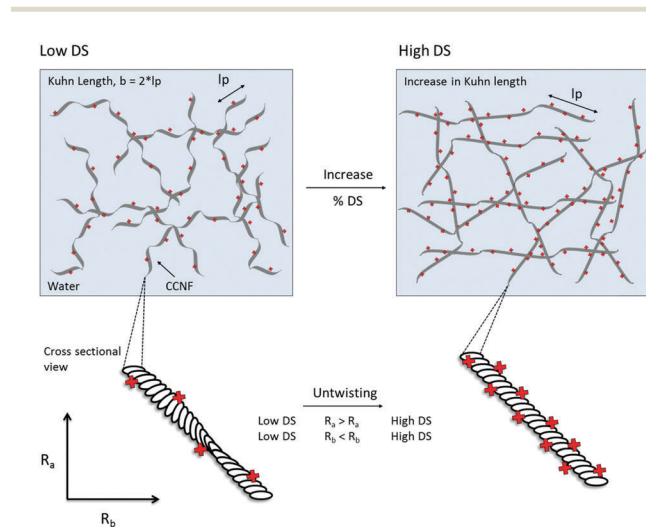 Low DS
High DS
Kuhn Length, b = 2*lp
lp
Increase in Kuhn length
lp
Increase
% DS
Water
CCNF
Cross sectional
view
Untwisting
Low DS Ra > Ra High DS
Low DS Rb < Rb High DS
Ra
Rb